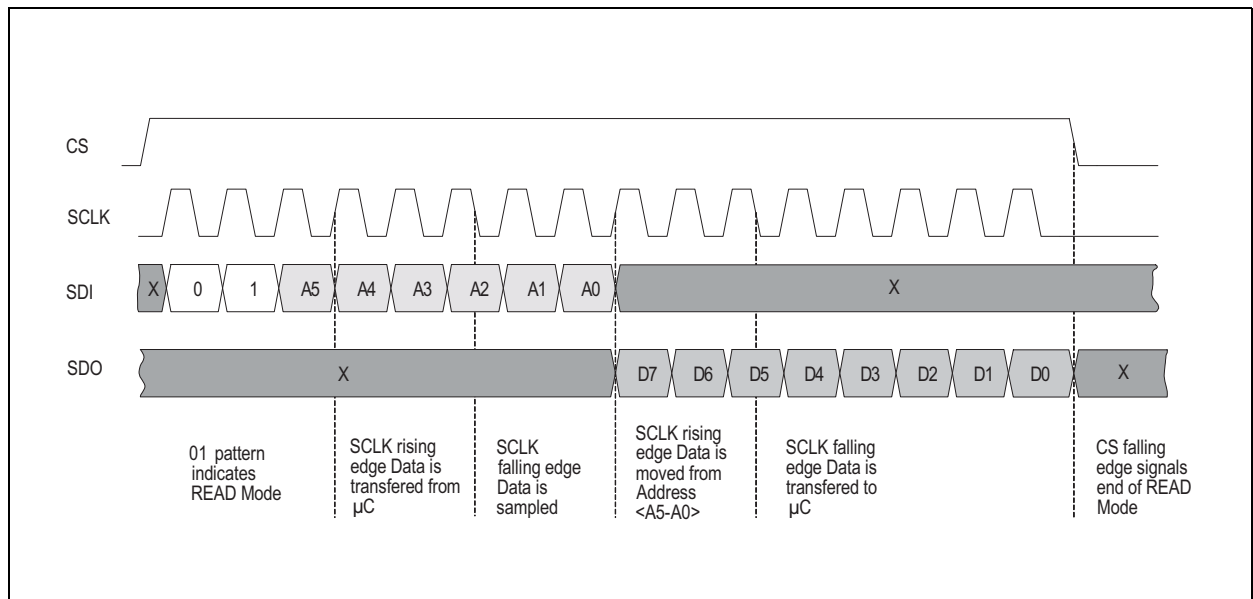 CS
SCLK
SDI
X 0 1 A5 A4 A3 A2 A1 A0 X
SDO
X D7 D6 D5 D4 D3 D2 D1 D0 X
01 pattern
indicates
READ Mode
SCLK rising
edge Data is
transfered from
µC
SCLK
falling edge
Data is
sampled
SCLK rising
edge Data is
moved from
Address
<A5-A0>
SCLK falling
edge Data is
transfered to
µC
CS falling
edge signals
end of READ
Mode